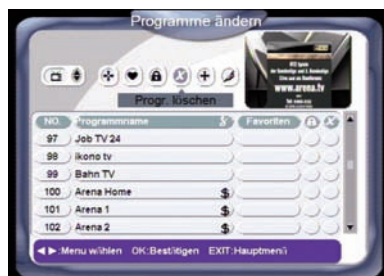 Programme ändern
www.arena.tv
Progr. löschen
NO. Programmname $ Favoriten
97 Job TV 24
98 ikono tv
99 Bahn TV
100 Arena Home $
101 Arena 1 $
102 Arena 2 $
◄►:Menu wählen OK:Bestätigen EXIT:Hauptmenü